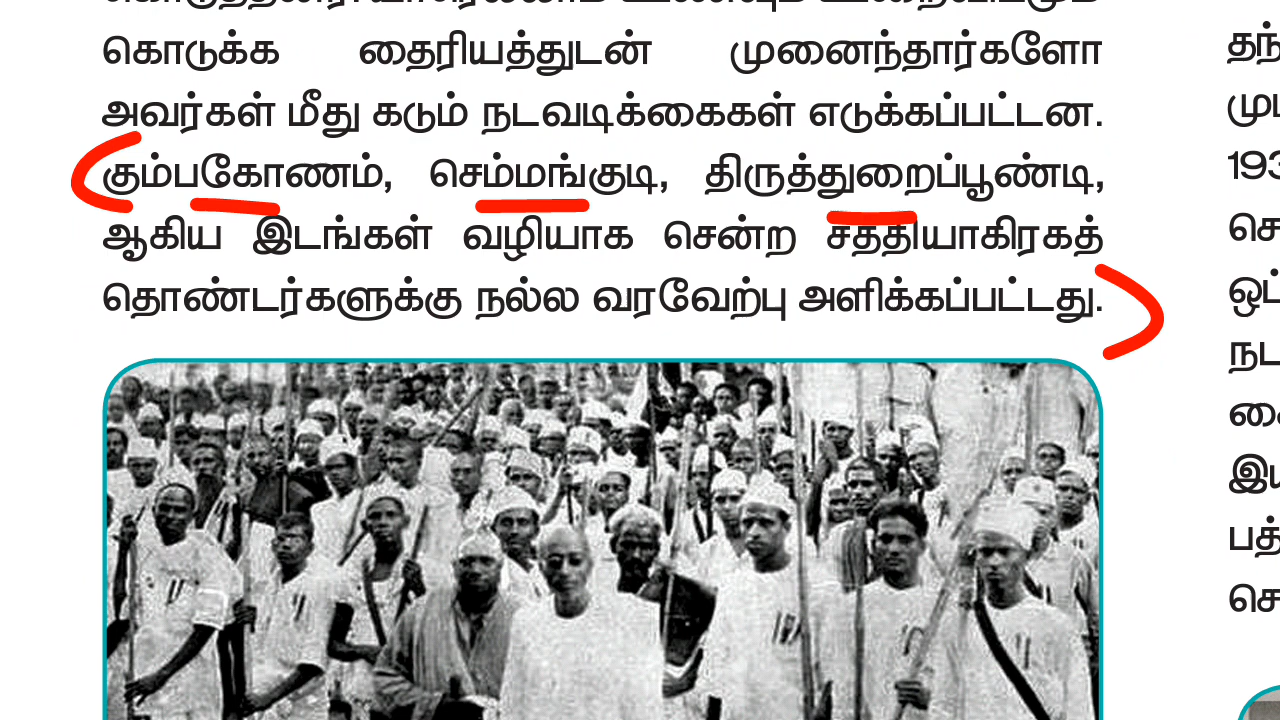 கொடுக்க தைரியத்துடன் முனைந்தார்களோ
அவர்கள் மீது கடும் நடவடிக்கைகள் எடுக்கப்பட்டன.
கும்பகோணம், செம்மங்குடி, திருத்துறைப்பூண்டி,
ஆகிய இடங்கள் வழியாக சென்ற சத்தியாகிரகத்
தொண்டர்களுக்கு நல்ல வரவேற்பு அளிக்கப்பட்டது.
193